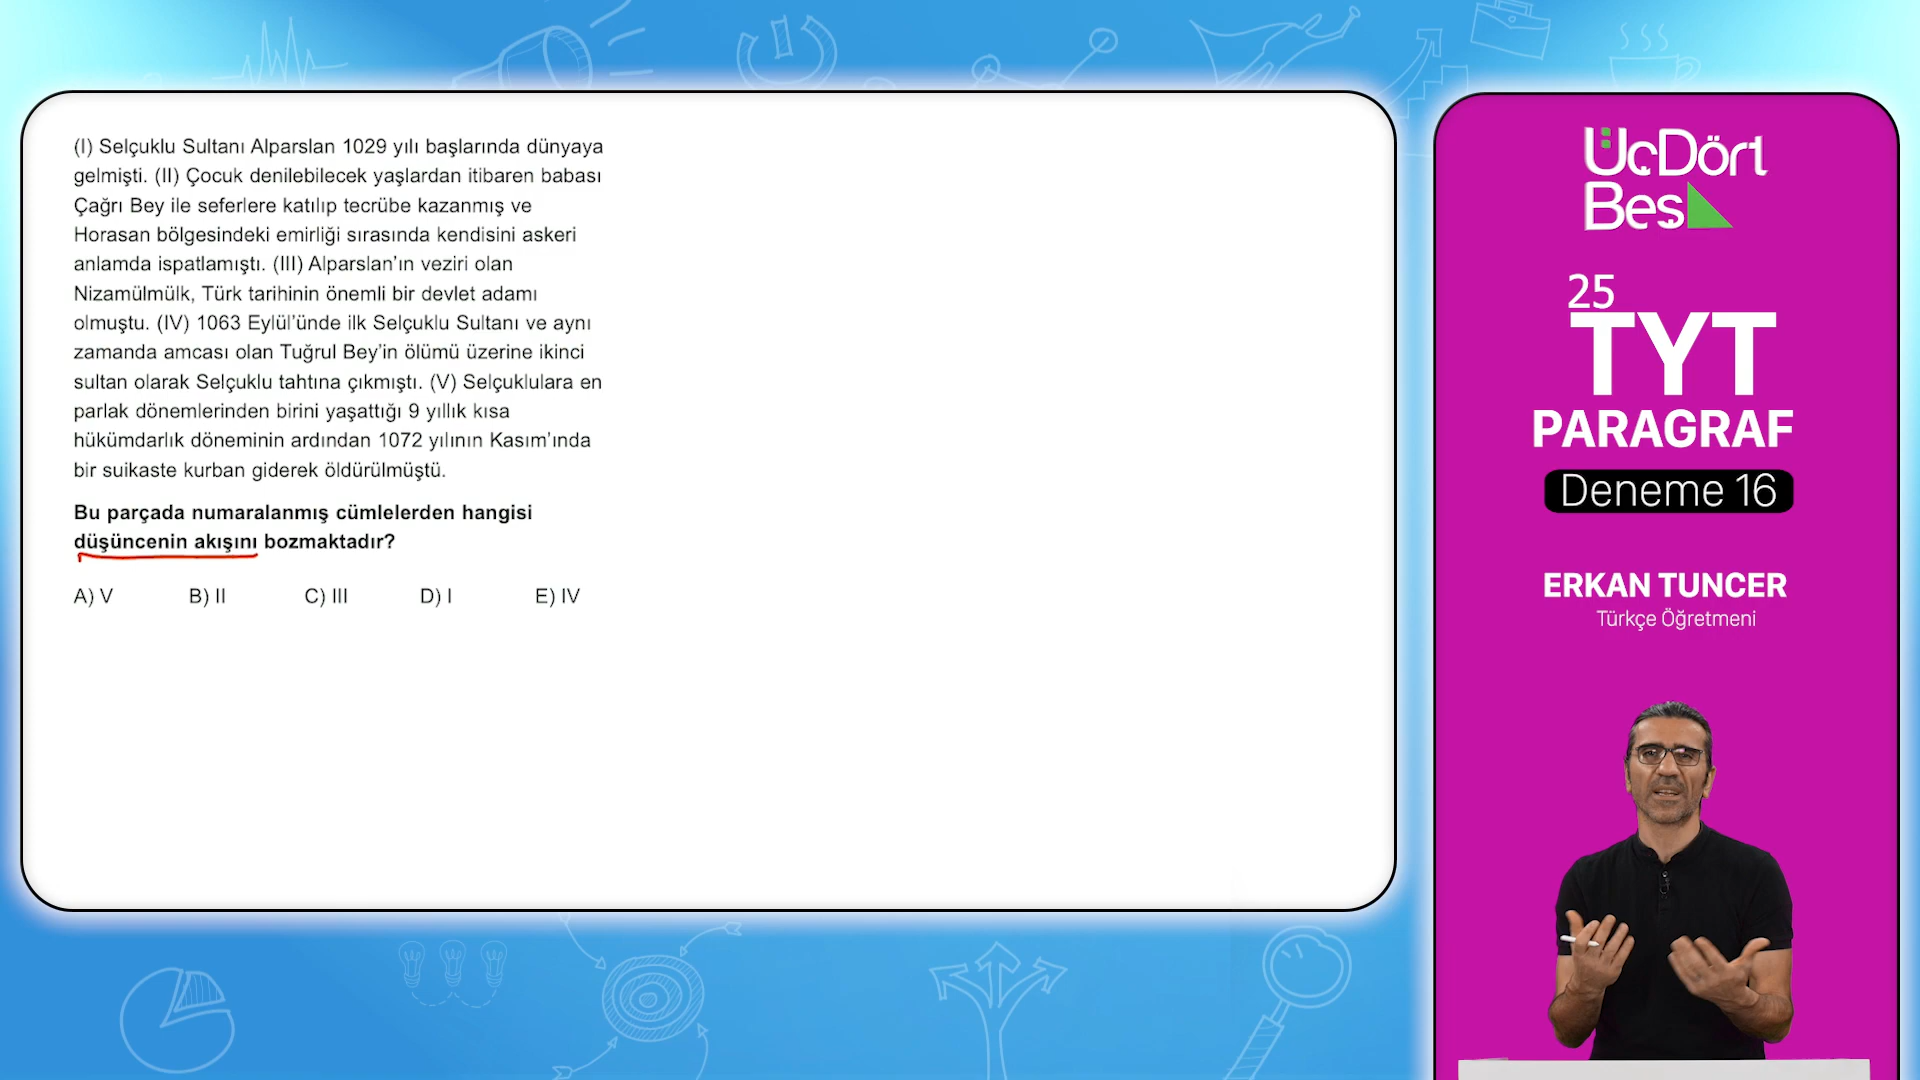 (I) Selçuklu Sultanı Alparslan 1029 yılı başlarında dünyaya
gelmişti. (II) Çocuk denilebilecek yaşlardan itibaren babası
Çağrı Bey ile seferlere katılıp tecrübe kazanmış ve
Horasan bölgesindeki emirliği sırasında kendisini askeri
anlamda ispatlamıştı. (III) Alparslan’ın veziri olan
Nizamülmülk, Türk tarihinin önemli bir devlet adamı
olmuştu. (IV) 1063 Eylül’ünde ilk Selçuklu Sultanı ve aynı
zamanda amcası olan Tuğrul Bey’in ölümü üzerine ikinci
sultan olarak Selçuklu tahtına çıkmıştı. (V) Selçuklulara en
parlak dönemlerinden birini yaşattığı 9 yıllık kısa
hükümdarlık döneminin ardından 1072 yılının Kasım’ında
bir suikaste kurban giderek öldürülmüştü.
Bu parçada numaralanmış cümlelerden hangisi
düşüncenin akışını bozmaktadır?
A) V B) II C) III D) I E) IV
ÜçDört
Beş
25
TYT
PARAGRAF
Deneme 16
ERKAN TUNCER
Türkçe Öğretmeni